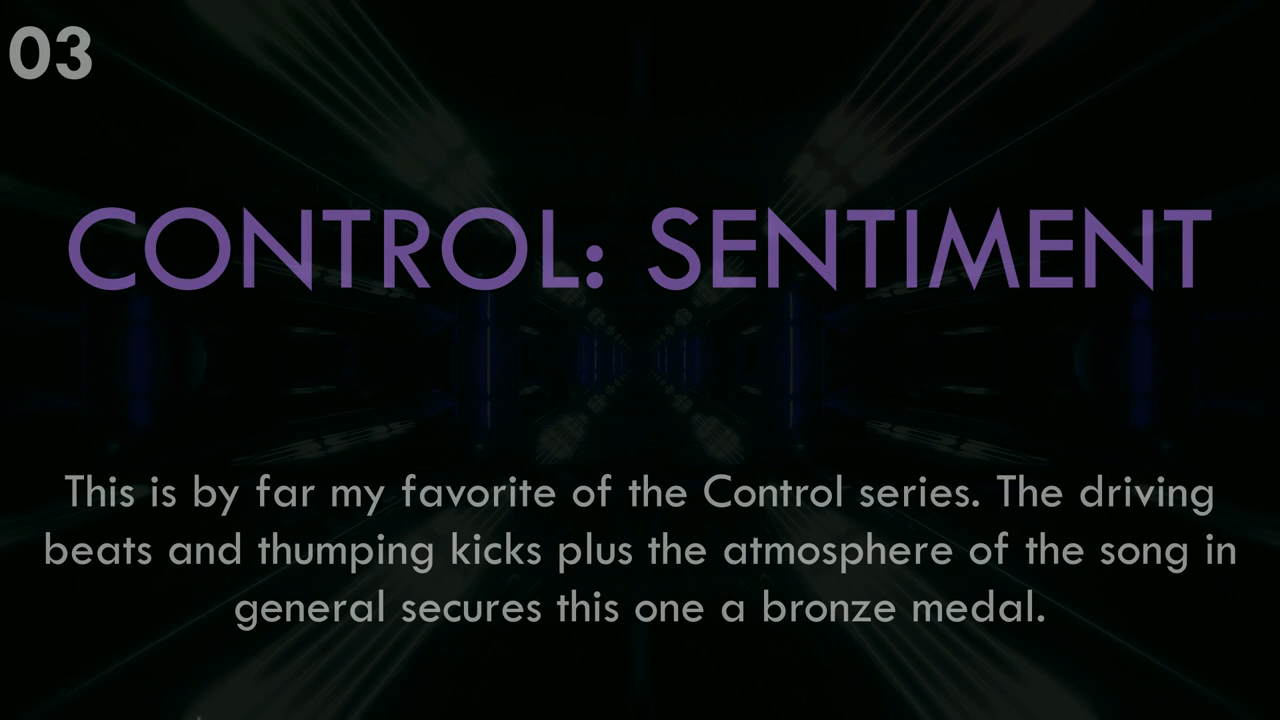 03
CONTROL: SENTIMENT
This is by far my favorite of the Control series. The driving
beats and thumping kicks plus the atmosphere of the song in
general secures this one a bronze medal.